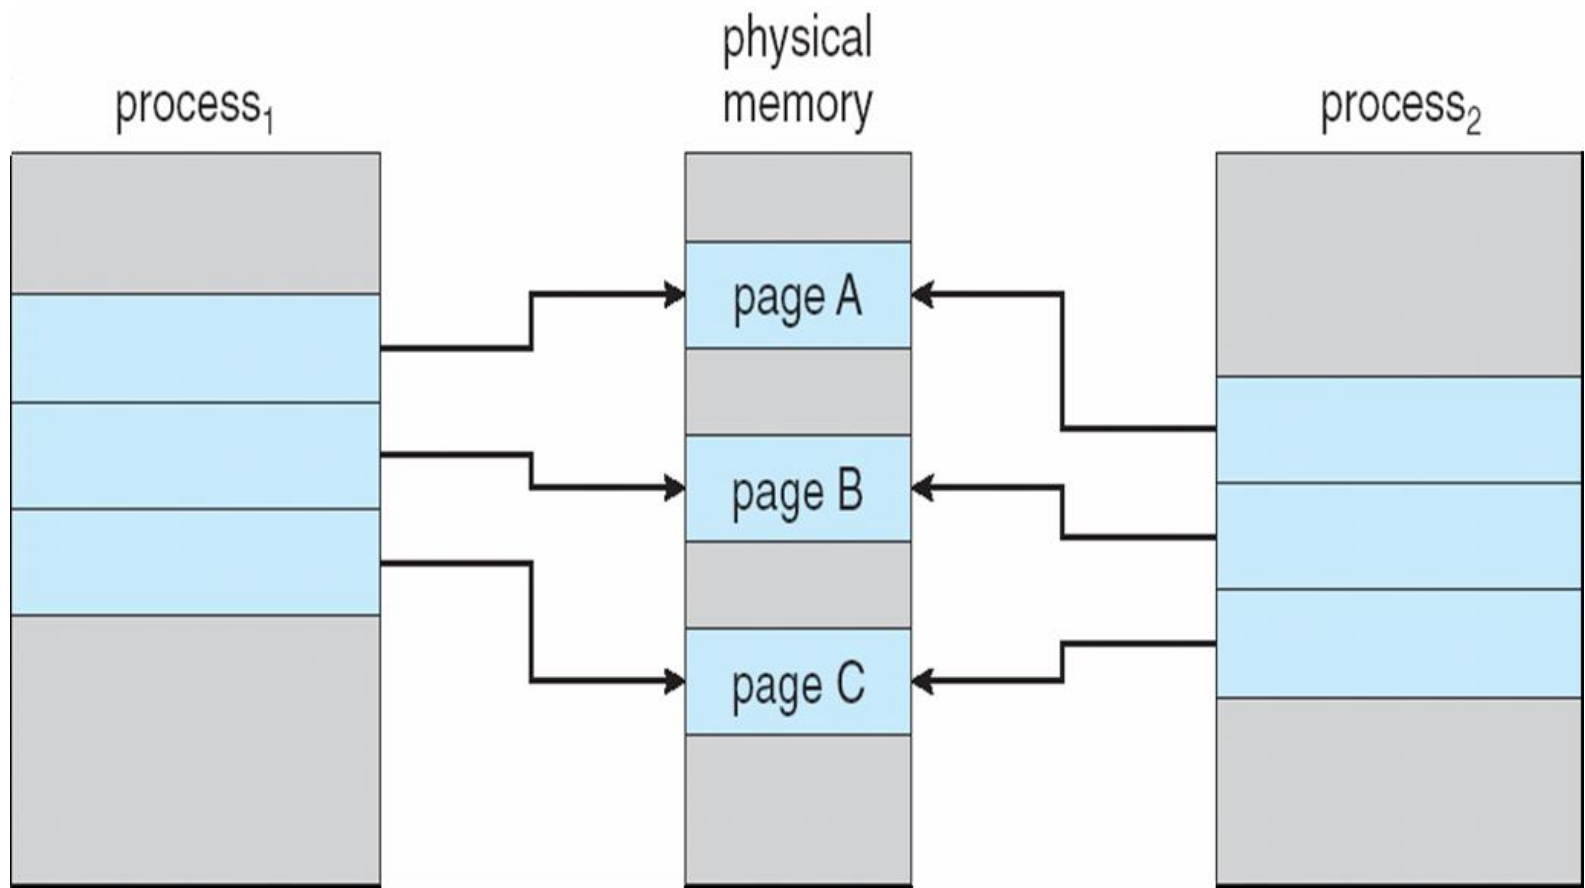 physical
memory
process₁
process₂
page A
page B
page C